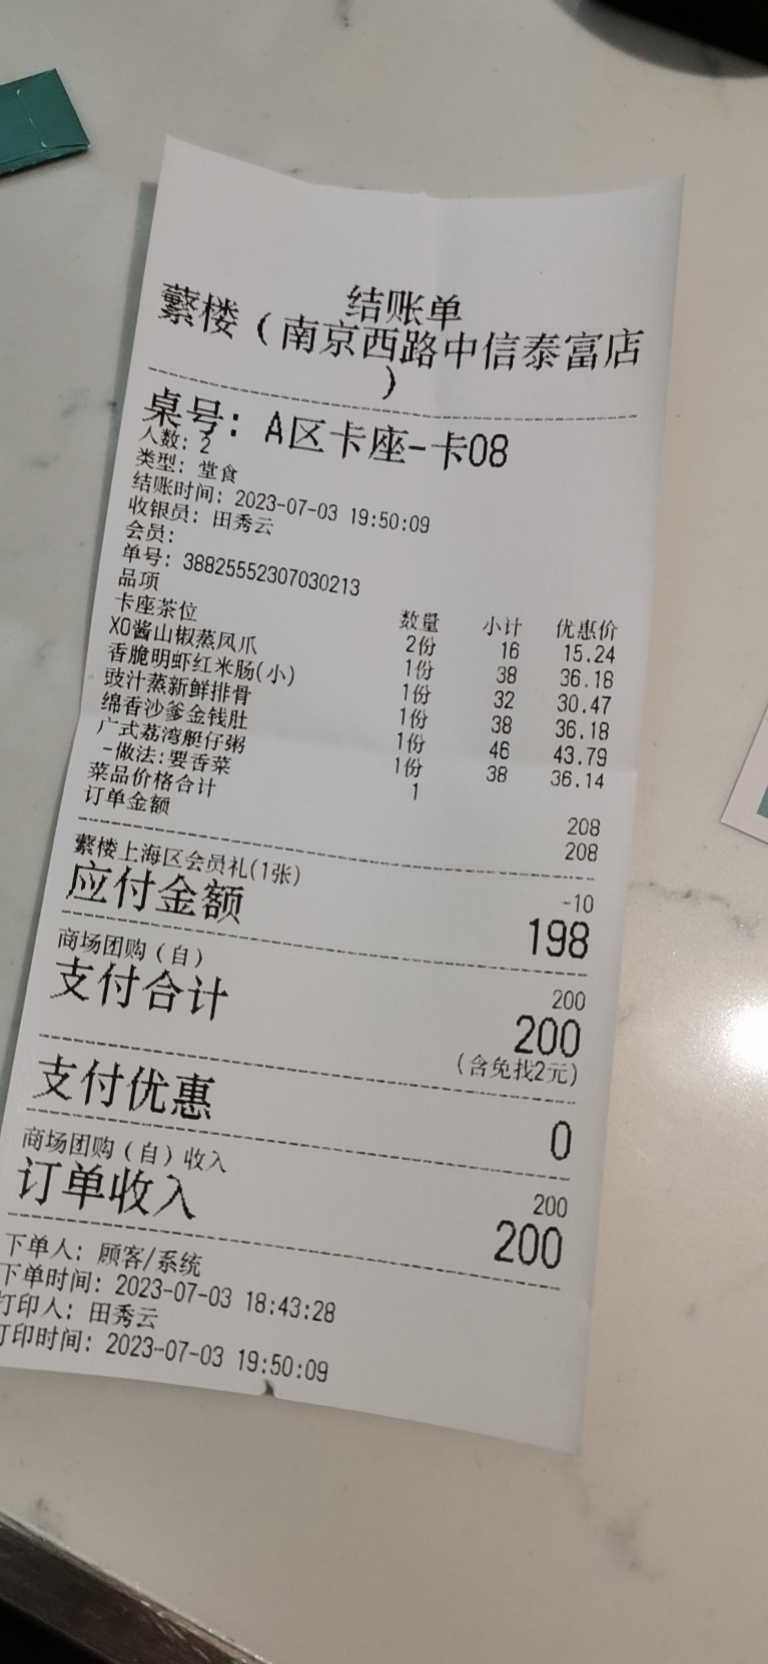 结账单
蘩楼（南京西路中信泰富店
）
桌号: A区卡座-卡08
人数: 2
类型: 堂食
结账时间: 2023-07-03 19:50:09
收银员: 田秀云
会员:
单号: 38825552307030213
品项 数量 小计 优惠价
卡座茶位 2份 16 15.24
XO酱山椒蒸凤爪 1份 38 36.18
香脆明虾红米肠(小) 1份 32 30.47
豉汁蒸新鲜排骨 1份 38 36.18
绵香沙爹金钱肚 1份 46 43.79
广式荔湾艇仔粥 1份 38 36.14
-做法:要香菜 1
菜品价格合计 208
订单金额 208
蘩楼上海区会员礼(1张) -10
应付金额 198
商场团购（自） 200
支付合计 200
(含免找2元)
支付优惠 0
商场团购（自）收入 200
订单收入 200
下单人: 顾客/系统
下单时间: 2023-07-03 18:43:28
打印人: 田秀云
打印时间: 2023-07-03 19:50:09